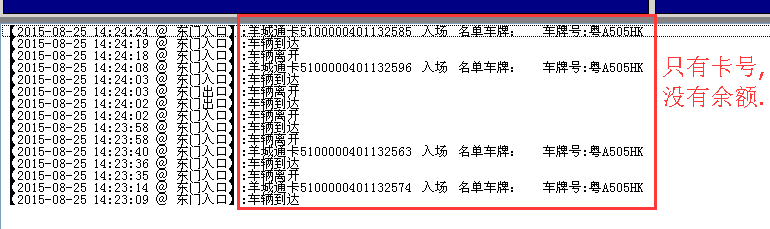 【2015-08-25 14:24:24 @ 东门入口】:羊城通卡5100000401132585 入场 名单车牌: 车牌号:粤A505HK
【2015-08-25 14:24:19 @ 东门入口】:车辆到达
【2015-08-25 14:24:18 @ 东门入口】:车辆离开
【2015-08-25 14:24:08 @ 东门入口】:羊城通卡5100000401132596 入场 名单车牌: 车牌号:粤A505HK
【2015-08-25 14:24:03 @ 东门入口】:车辆到达
【2015-08-25 14:24:03 @ 东门出口】:车辆离开
【2015-08-25 14:24:02 @ 东门出口】:车辆到达
【2015-08-25 14:24:02 @ 东门入口】:车辆离开
【2015-08-25 14:23:58 @ 东门入口】:车辆到达
【2015-08-25 14:23:58 @ 东门入口】:车辆离开
【2015-08-25 14:23:40 @ 东门入口】:羊城通卡5100000401132563 入场 名单车牌: 车牌号:粤A505HK
【2015-08-25 14:23:36 @ 东门入口】:车辆到达
【2015-08-25 14:23:35 @ 东门入口】:车辆离开
【2015-08-25 14:23:14 @ 东门入口】:羊城通卡5100000401132574 入场 名单车牌: 车牌号:粤A505HK
【2015-08-25 14:23:09 @ 东门入口】:车辆到达
只有卡号,
没有余额.